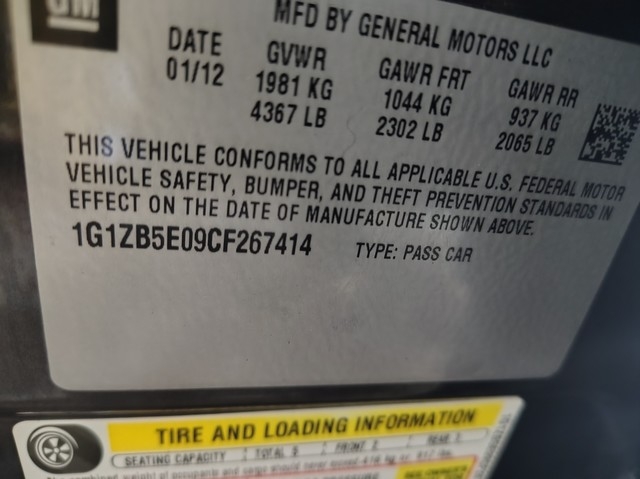 GM
MFD BY GENERAL MOTORS LLC
DATE GVWR GAWR FRT GAWR RR
01/12 1981 KG 1044 KG 937 KG
4367 LB 2302 LB 2065 LB
THIS VEHICLE CONFORMS TO ALL APPLICABLE U.S. FEDERAL MOTOR
VEHICLE SAFETY, BUMPER, AND THEFT PREVENTION STANDARDS IN
EFFECT ON THE DATE OF MANUFACTURE SHOWN ABOVE.
1G1ZB5E09CF267414 TYPE: PASS CAR
TIRE AND LOADING INFORMATION
SEATING CAPACITY TOTAL 5 FRONT 2 REAR